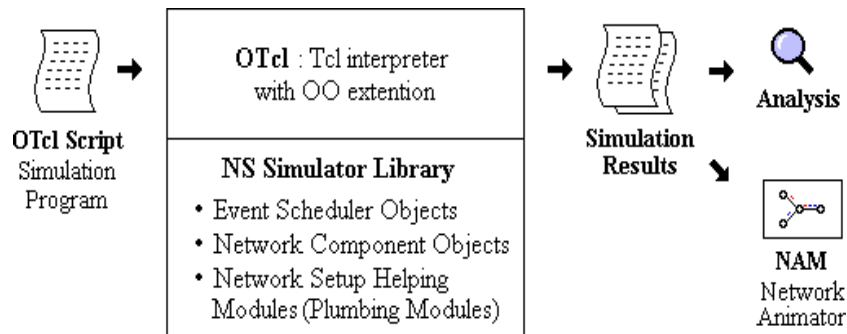 OTcl Script
Simulation
Program
OTcl : Tcl interpreter
with OO extention
NS Simulator Library
• Event Scheduler Objects
• Network Component Objects
• Network Setup Helping
Modules (Plumbing Modules)
Simulation
Results
Analysis
NAM
Network
Animator